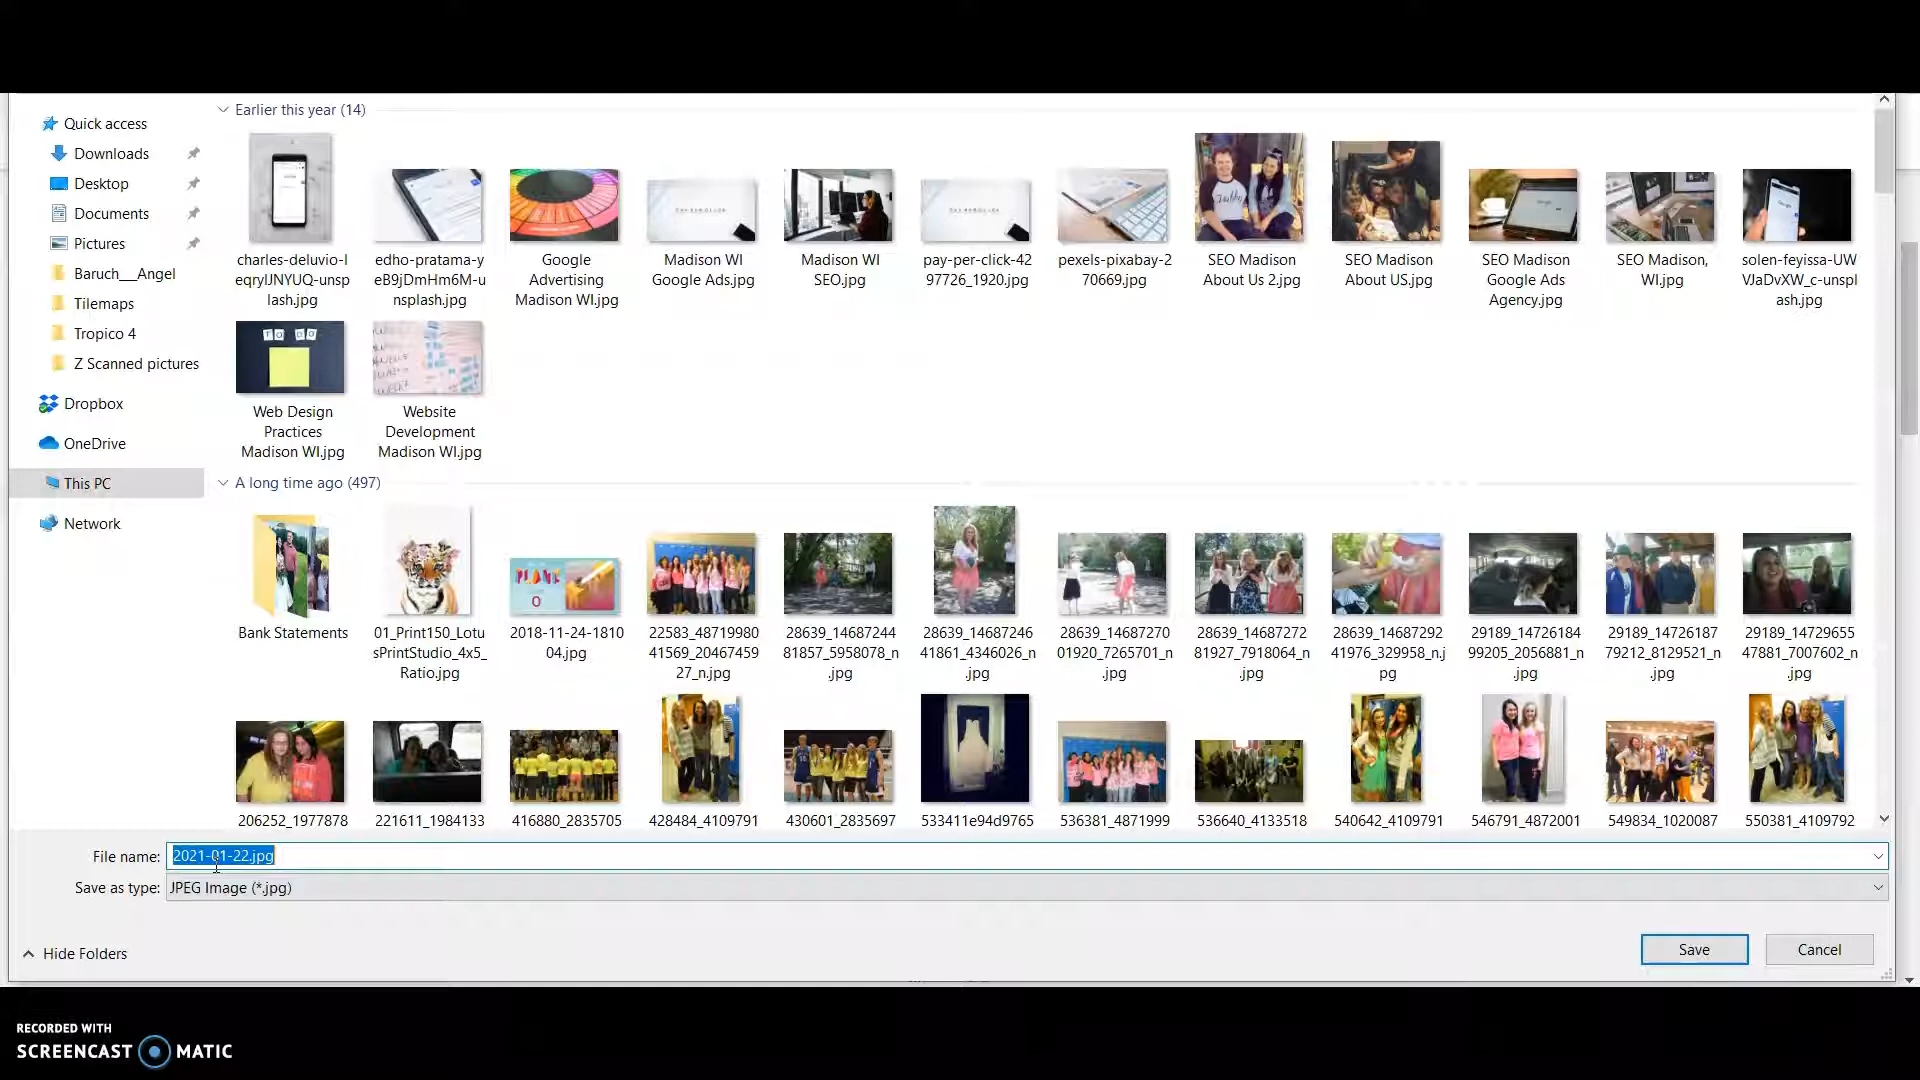 Earlier this year (14)
Quick access
Downloads
Desktop
Documents
Pictures
Baruch__Angel
Tilemaps
Tropico 4
Z Scanned pictures
Dropbox
OneDrive
This PC
Network
charles-deluvio-l
eqryIJNYUQ-unsp
lash.jpg
edho-pratama-y
eB9jDmHm6M-u
nsplash.jpg
Google
Advertising
Madison WI.jpg
Madison WI
Google Ads.jpg
Madison WI
SEO.jpg
pay-per-click-42
97726_1920.jpg
pexels-pixabay-2
70669.jpg
SEO Madison
About Us 2.jpg
SEO Madison
About US.jpg
SEO Madison
Google Ads
Agency.jpg
SEO Madison,
WI.jpg
solen-feyissa-UW
VJaDvXW_c-unspl
ash.jpg
TO DO
Web Design
Practices
Madison WI.jpg
Website
Development
Madison WI.jpg
A long time ago (497)
Bank Statements
01_Print150_Lotu
sPrintStudio_4x5_
Ratio.jpg
2018-11-24-1810
04.jpg
22583_48719980
41569_20467459
27_n.jpg
28639_14687244
81857_5958078_n
.jpg
28639_14687246
41861_4346026_n
.jpg
28639_14687270
01920_7265701_n
.jpg
28639_14687272
81927_7918064_n
.jpg
28639_14687292
41976_329958_n.j
pg
29189_14726184
99205_2056881_n
.jpg
29189_14726187
79212_8129521_n
.jpg
29189_14729655
47881_7007602_n
.jpg
206252_1977878
221611_1984133
416880_2835705
428484_4109791
430601_2835697
533411e94d9765
536381_4871999
536640_4133518
540642_4109791
546791_4872001
549834_1020087
550381_4109792
File name: 2021-01-22.jpg
Save as type: JPEG Image (*.jpg)
Hide Folders
Save
Cancel
RECORDED WITH
SCREENCAST MATIC